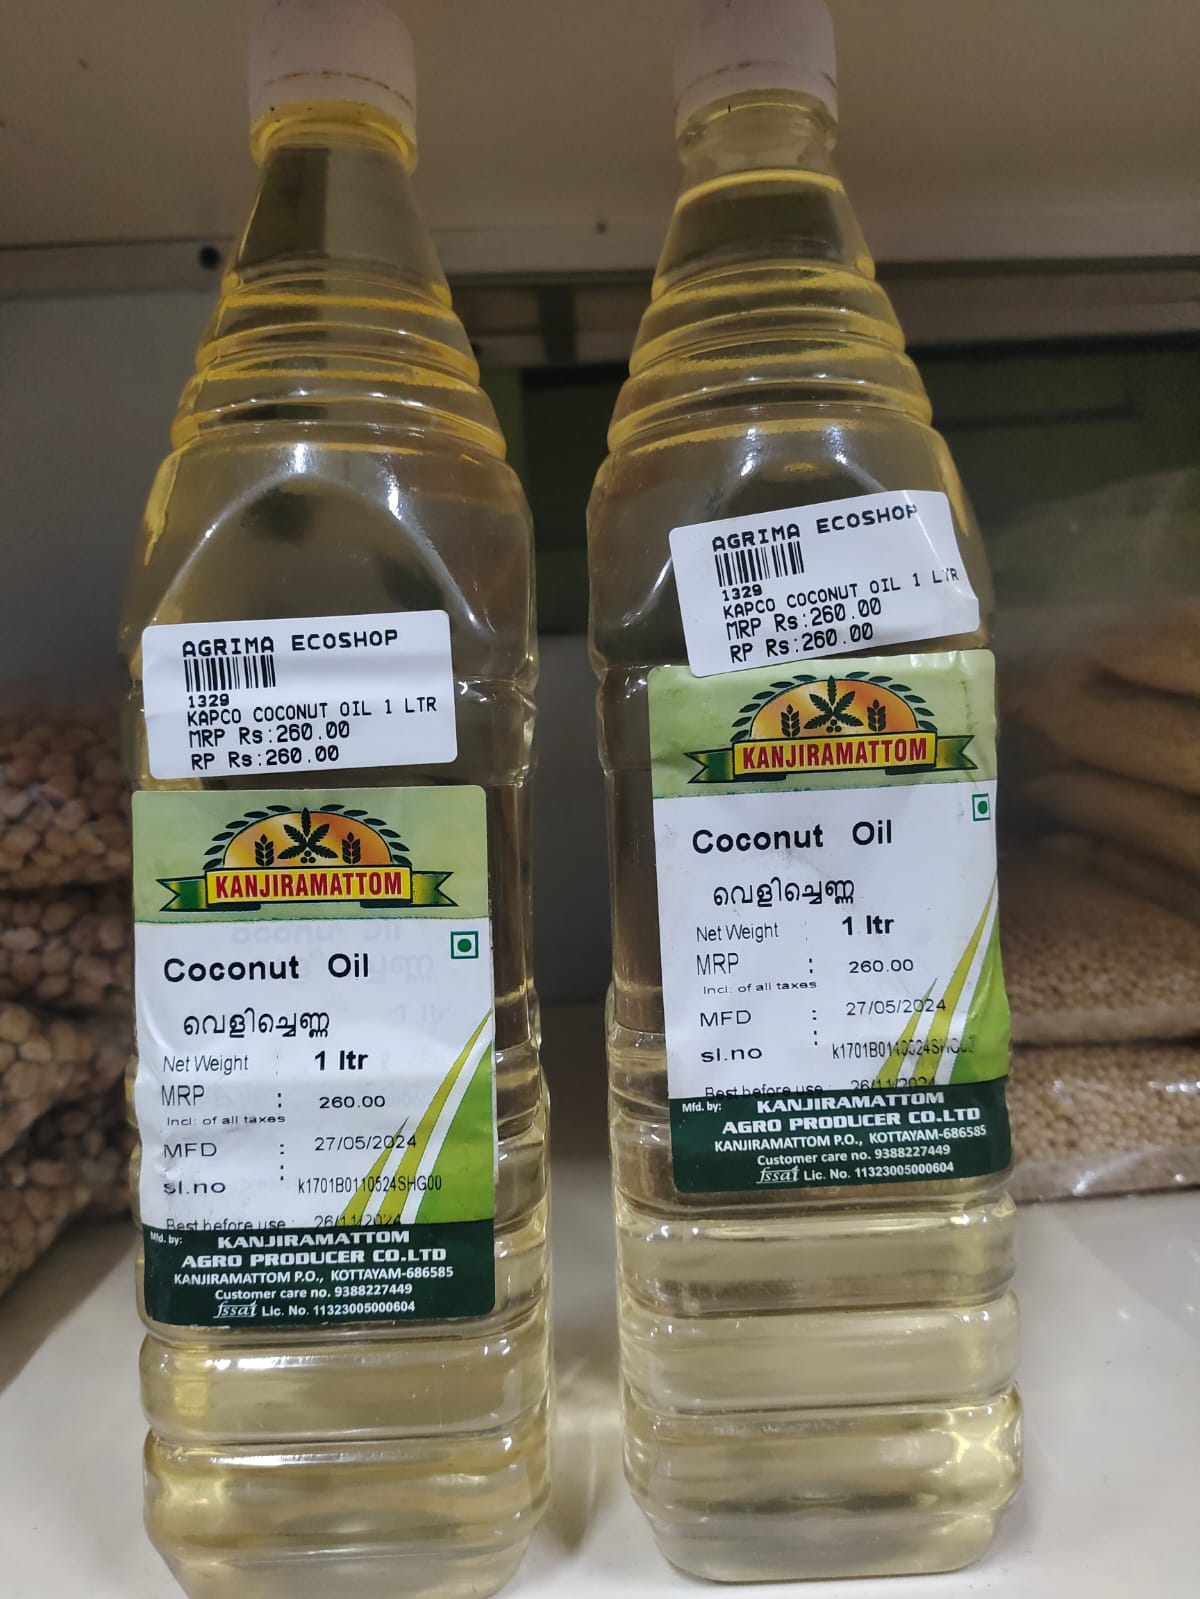 AGRIMA ECOSHOP
1329
KAPCO COCONUT OIL 1 LTR
MRP Rs:260.00
RP Rs:260.00
KANJIRAMATTOM
Coconut Oil
വെളിച്ചെണ്ണ
Net Weight : 1 ltr
MRP : 260.00
Incl: of all taxes
MFD : 27/05/2024
sl.no : k1701B0110524SHG00
Best before use : 26/11/2024
Mfd. by: KANJIRAMATTOM
AGRO PRODUCER CO.LTD
KANJIRAMATTOM P.O., KOTTAYAM-686585
Customer care no. 9388227449
fssai Lic. No. 11323005000604
AGRIMA ECOSHOP
1329
KAPCO COCONUT OIL 1 LTR
MRP Rs:260.00
RP Rs:260.00
KANJIRAMATTOM
Coconut Oil
വെളിച്ചെണ്ണ
Net Weight : 1 ltr
MRP : 260.00
Incl: of all taxes
MFD : 27/05/2024
sl.no :
Best before use : 26/11/2024
Mfd. by: KANJIRAMATTOM
AGRO PRODUCER CO.LTD
KANJIRAMATTOM P.O., KOTTAYAM-686585
Customer care no. 9388227449
fssai Lic. No. 11323005000604